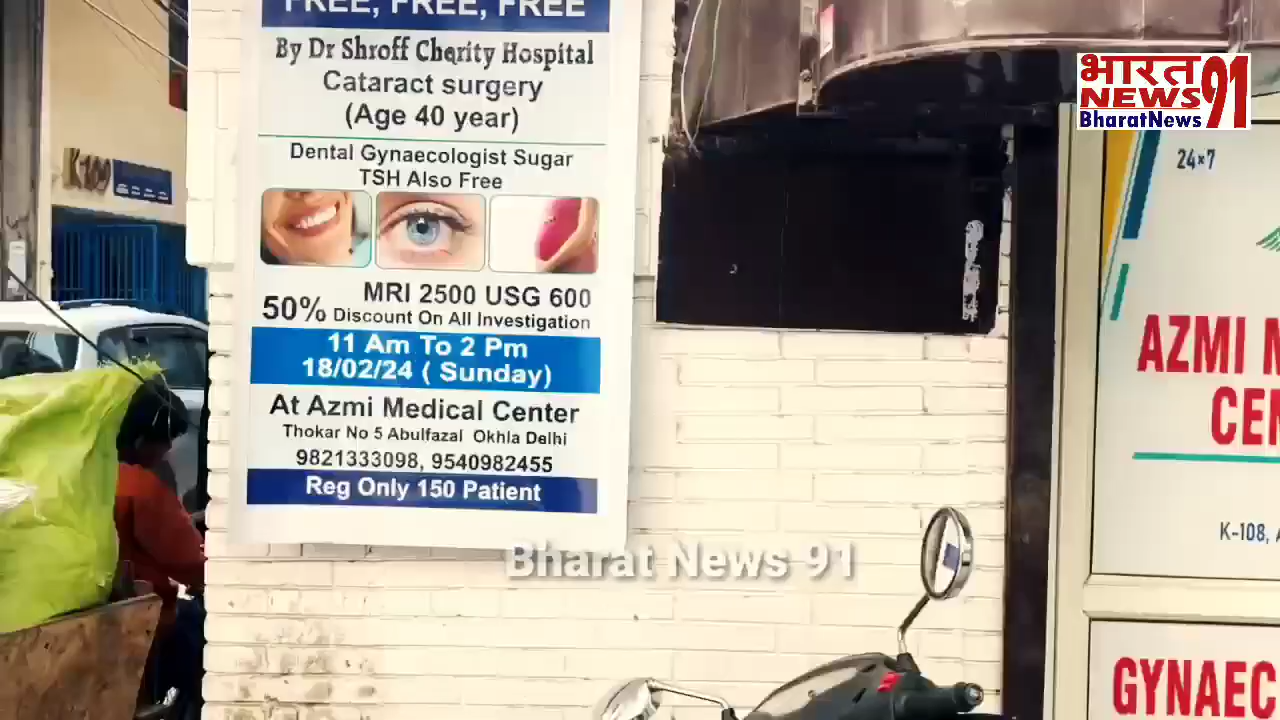 FREE, FREE, FREE
By Dr Shroff Charity Hospital
Cataract surgery
(Age 40 year)
Dental Gynaecologist Sugar
TSH Also Free
MRI 2500 USG 600
50% Discount On All Investigation
11 Am To 2 Pm
18/02/24 ( Sunday)
At Azmi Medical Center
Thokar No 5 Abulfazal Okhla Delhi
9821333098, 9540982455
Reg Only 150 Patient
K109
भारत
NEWS 91
BharatNews
24×7
AZMI M
CEN
K-108, A
GYNAEC
Bharat News 91